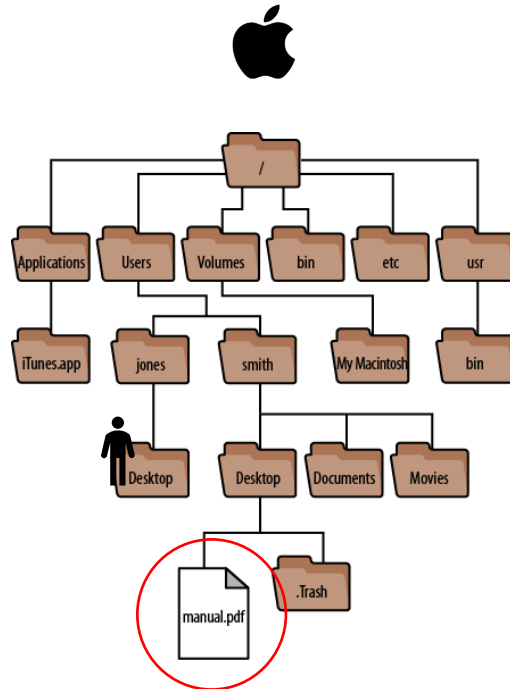 /
Applications
Users
Volumes
bin
etc
usr
iTunes.app
jones
smith
My Macintosh
bin
Desktop
Desktop
Documents
Movies
manual.pdf
.Trash